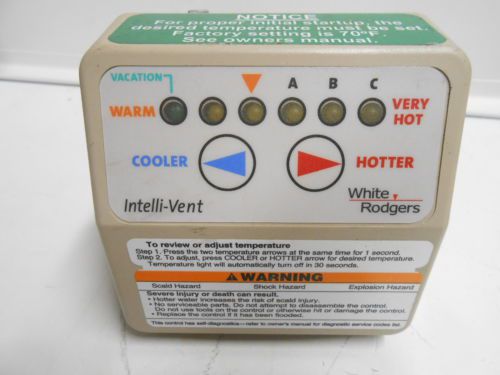 NOTICE
For proper initial startup, the
desired temperature must be set.
Factory setting is 70°F.
See owners manual.
VACATION
A B C
WARM
VERY
HOT
COOLER
HOTTER
Intelli-Vent
White
Rodgers
To review or adjust temperature
Step 1. Press the two temperature arrows at the same time for 1 second.
Step 2. To adjust, press COOLER or HOTTER arrow for desired temperature.
Temperature light will automatically turn off in 30 seconds.
WARNING
Scald Hazard Shock Hazard Explosion Hazard
Severe injury or death can result.
• Hotter water increases the risk of scald injury.
• No serviceable parts. Do not attempt to disassemble the control.
Do not use tools on the control or otherwise hit or damage the control.
• Replace the control if it has been flooded.
This control has self-diagnostics—refer to owner's manual for diagnostic service codes list.